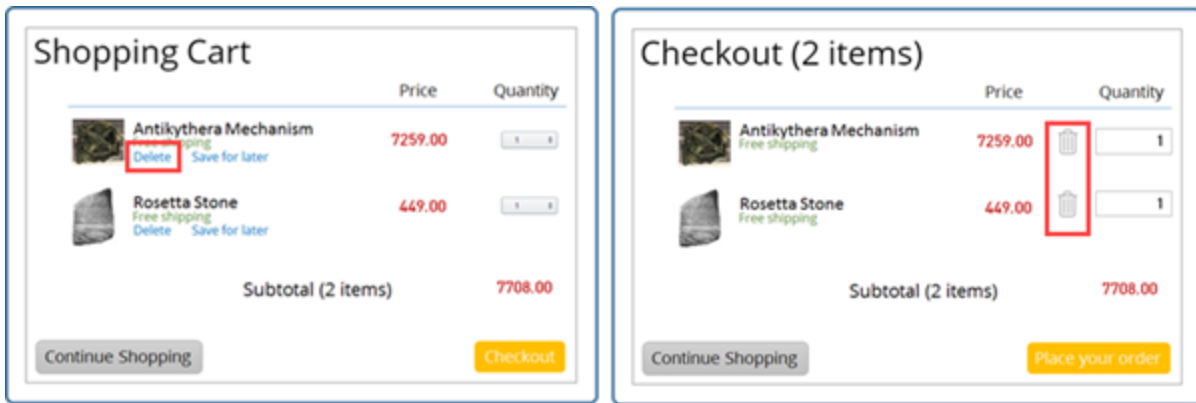 Shopping Cart
Price Quantity
Antikythera Mechanism
Free shipping
7259.00 1
Delete Save for later
Rosetta Stone
Free shipping
449.00 1
Delete Save for later
Subtotal (2 items) 7708.00
Continue Shopping Checkout
Checkout (2 items)
Price Quantity
Antikythera Mechanism
Free shipping
7259.00 1
Rosetta Stone
Free shipping
449.00 1
Subtotal (2 items) 7708.00
Continue Shopping Place your order